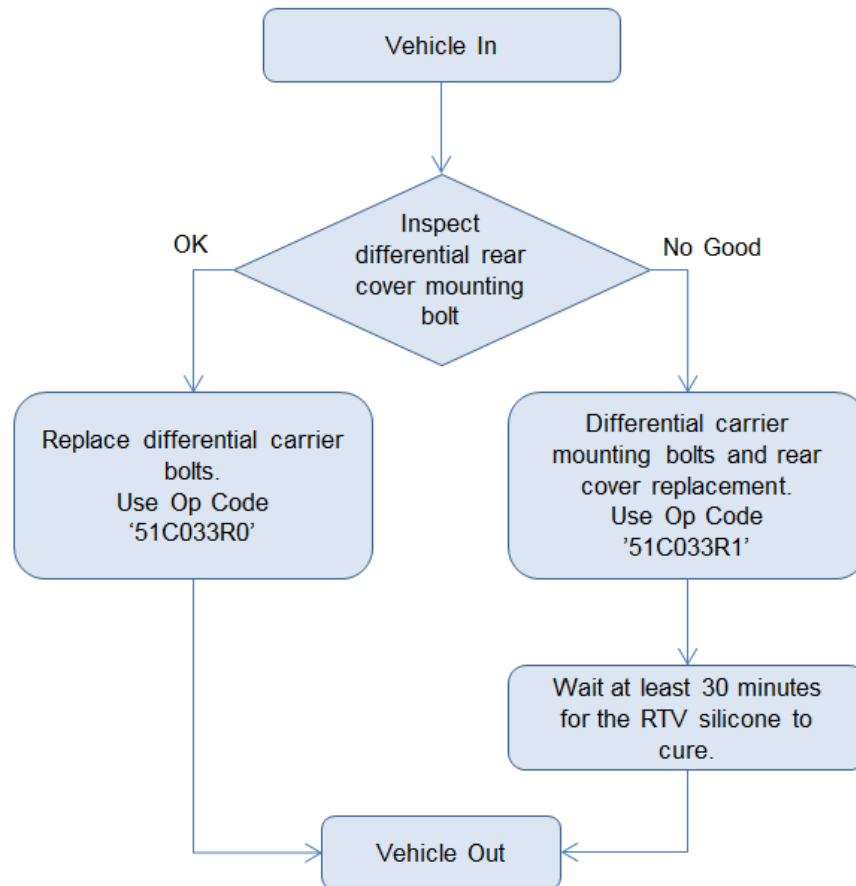 Vehicle In
Inspect
differential rear
cover mounting
bolt
OK
No Good
Replace differential carrier
bolts.
Use Op Code
‘51C033R0’
Differential carrier
mounting bolts and rear
cover replacement.
Use Op Code
’51C033R1’
Wait at least 30 minutes
for the RTV silicone to
cure.
Vehicle Out